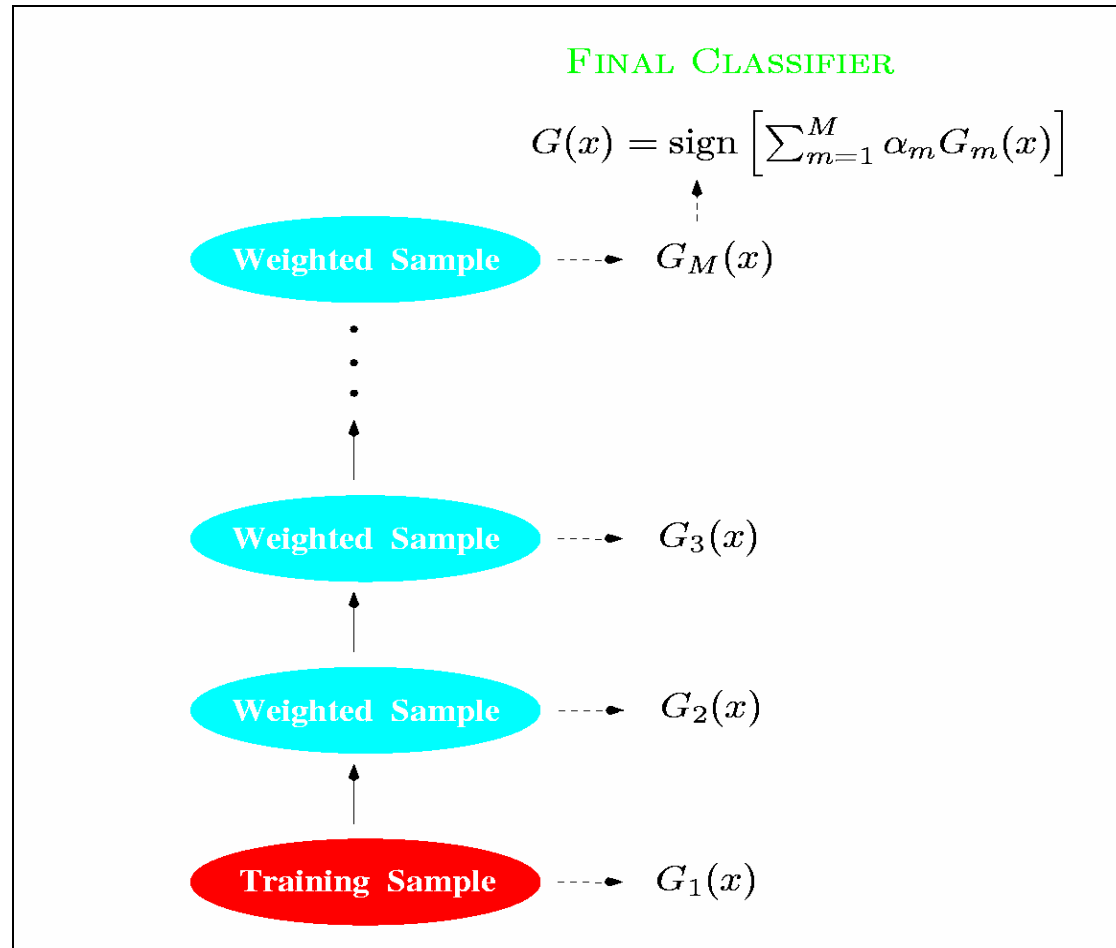 FINAL CLASSIFIER
G(x) = sign [∑_{m=1}^{M} α_m G_m(x)]
Weighted Sample G_M(x)
Weighted Sample G_3(x)
Weighted Sample G_2(x)
Training Sample G_1(x)